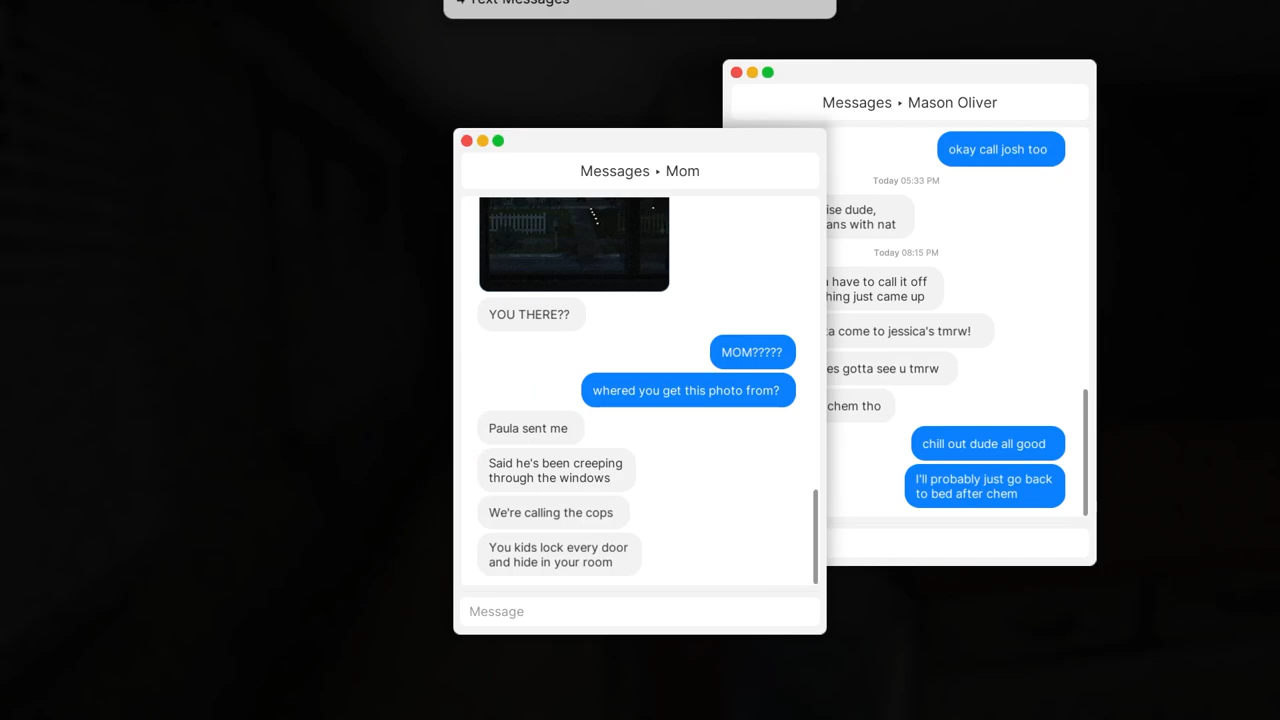 4 Text Messages
Messages ‣ Mason Oliver
okay call josh too
Today 05:33 PM
dude,
with nat
Today 08:15 PM
have to call it off
just came up
come to jessica's tmrw!
gotta see u tmrw
chem tho
chill out dude all good
I'll probably just go back
to bed after chem
Messages ‣ Mom
YOU THERE??
MOM?????
whered you get this photo from?
Paula sent me
Said he's been creeping
through the windows
We're calling the cops
You kids lock every door
and hide in your room
Message